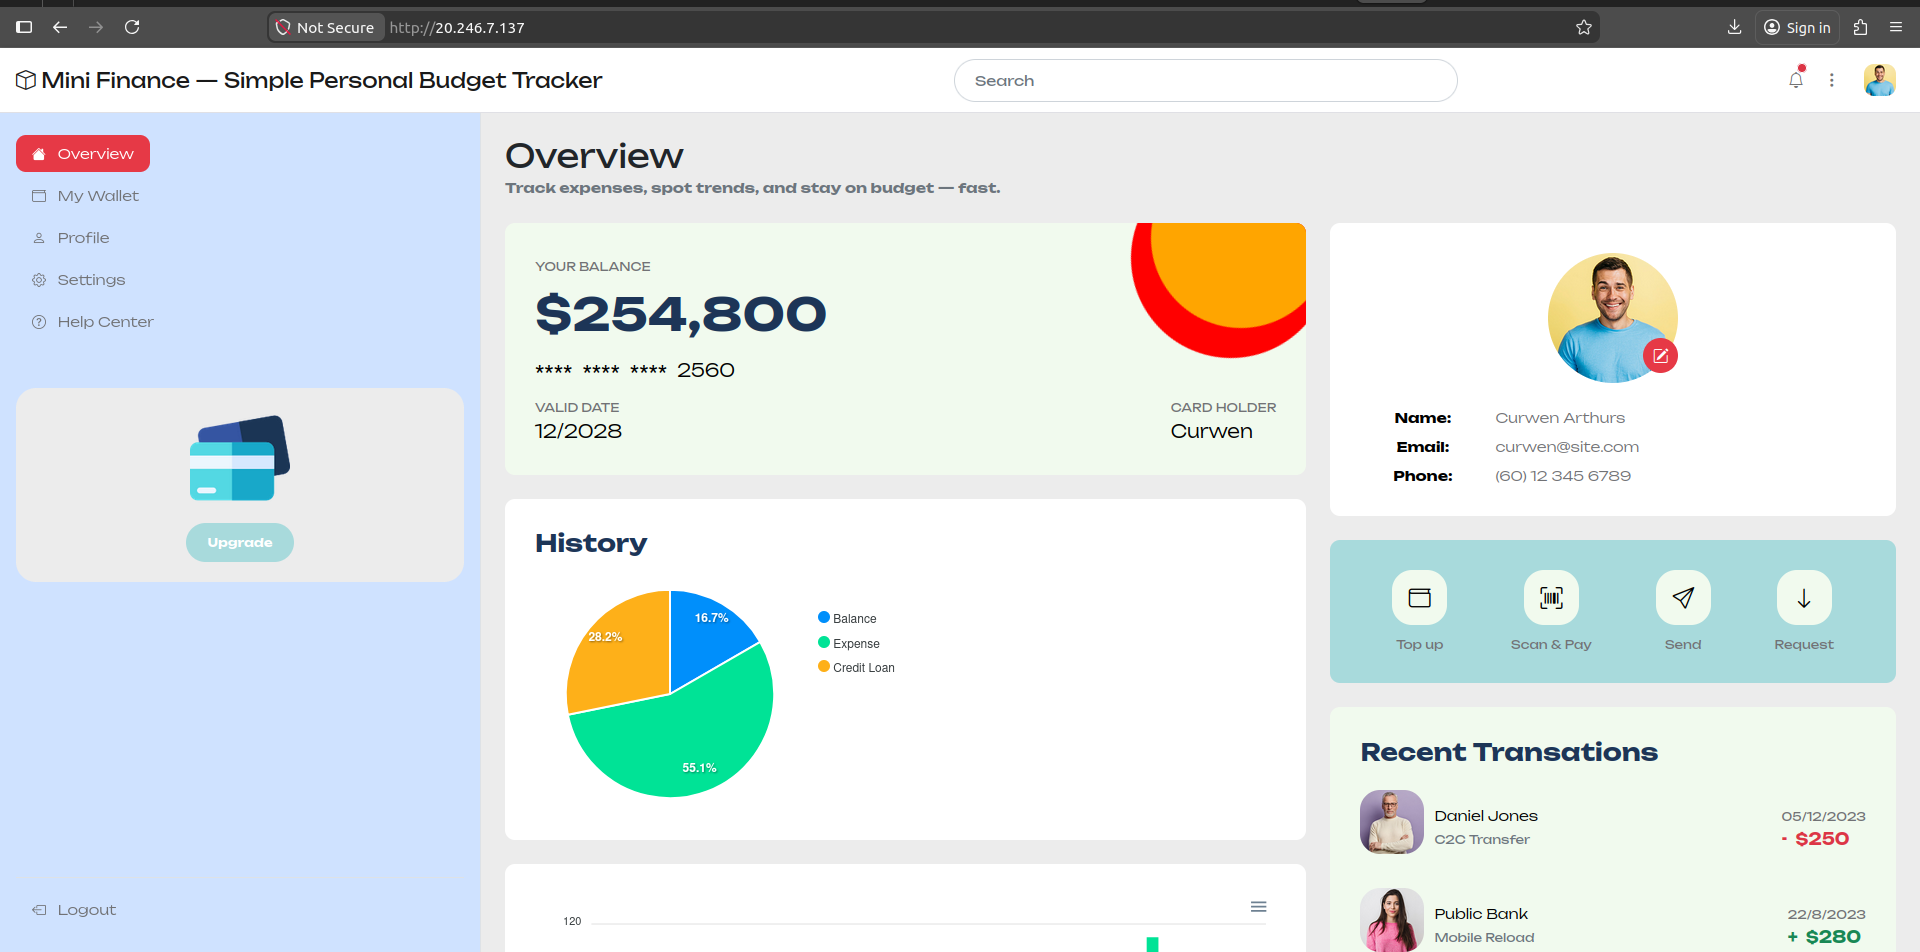 Not Secure http://20.246.7.137
Sign in
Mini Finance — Simple Personal Budget Tracker
Search
Overview
My Wallet
Profile
Settings
Help Center
Upgrade
Logout
Overview
Track expenses, spot trends, and stay on budget — fast.
YOUR BALANCE
$254,800
**** **** **** 2560
VALID DATE
12/2028
CARD HOLDER
Curwen
History
16.7%
28.2%
55.1%
Balance
Expense
Credit Loan
120
Name: Curwen Arthurs
Email: curwen@site.com
Phone: (60) 12 345 6789
Top up
Scan & Pay
Send
Request
Recent Transations
Daniel Jones
C2C Transfer
05/12/2023
- $250
Public Bank
Mobile Reload
22/8/2023
+ $280